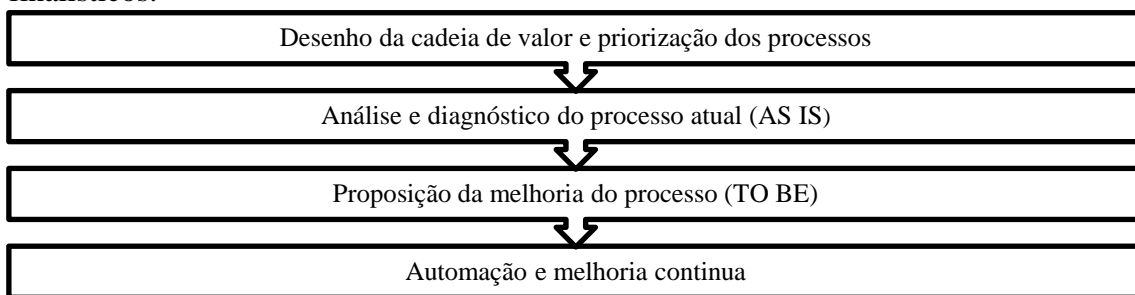 Desenho da cadeia de valor e priorização dos processos
Análise e diagnóstico do processo atual (AS IS)
Proposição da melhoria do processo (TO BE)
Automação e melhoria continua